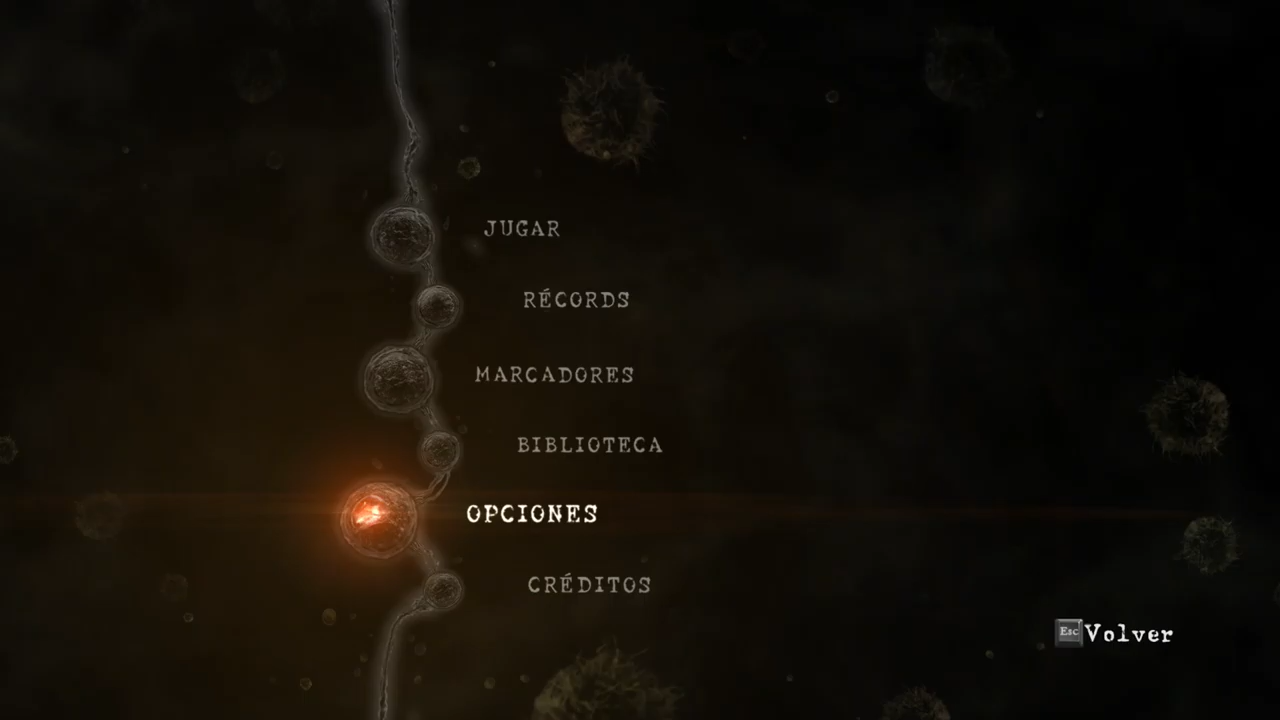 JUGAR
RÉCORDS
MARCADORES
BIBLIOTECA
OPCIONES
CRÉDITOS
Esc Volver